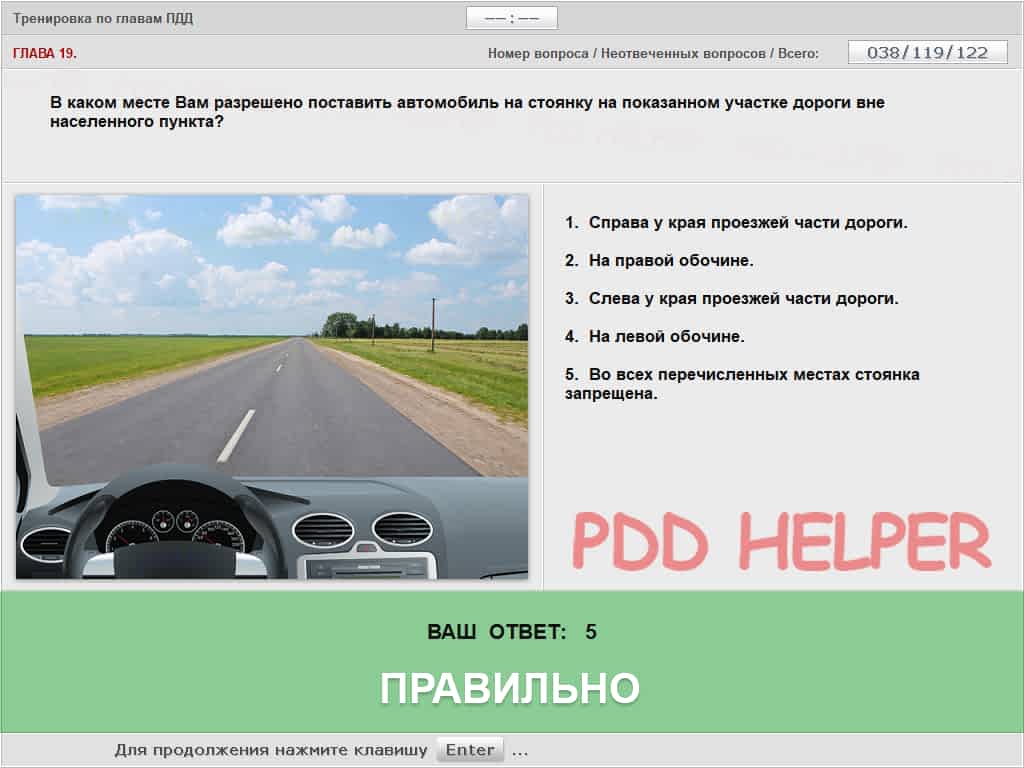 Тренировка по главам ПДД
––:––
ГЛАВА 19.
Номер вопроса / Неотвеченных вопросов / Всего:
038/119/122
В каком месте Вам разрешено поставить автомобиль на стоянку на показанном участке дороги вне
населенного пункта?
1. Справа у края проезжей части дороги.
2. На правой обочине.
3. Слева у края проезжей части дороги.
4. На левой обочине.
5. Во всех перечисленных местах стоянка
запрещена.
PDD HELPER
ВАШ ОТВЕТ: 5
ПРАВИЛЬНО
Для продолжения нажмите клавишу Enter ...